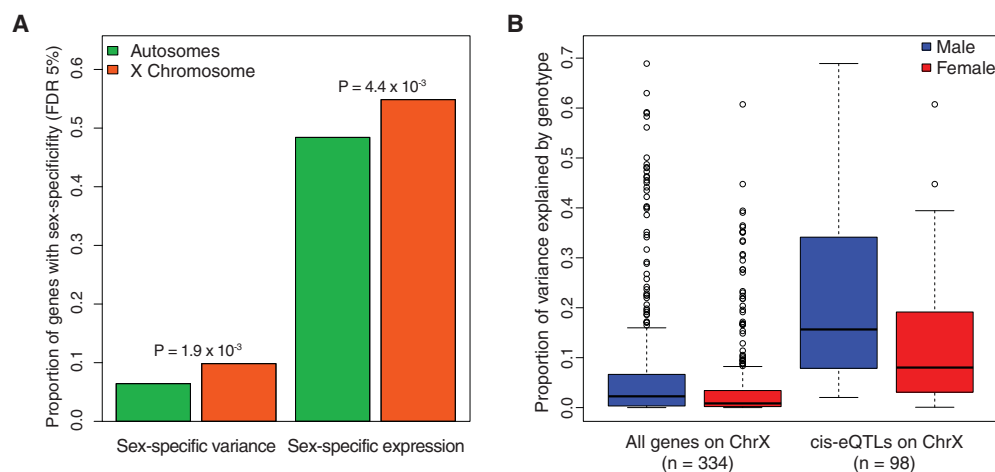 A
Proportion of genes with sex-specificifity (FDR 5%)
0.0
0.1
0.2
0.3
0.4
0.5
0.6
Autosomes
X Chromosome
P = 1.9 x 10-3
P = 4.4 x 10-3
Sex-specific variance
Sex-specific expression
B
Proportion of variance explained by genotype
0.0
0.1
0.2
0.3
0.4
0.5
0.6
0.7
Male
Female
All genes on ChrX
(n = 334)
cis-eQTLs on ChrX
(n = 98)